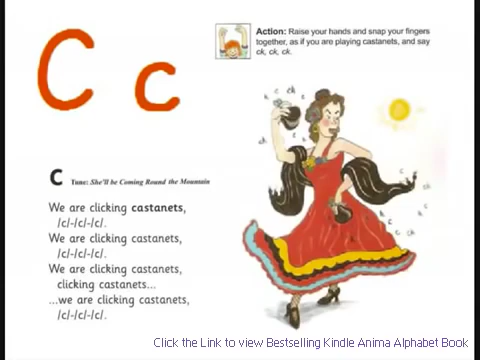 C c
Action: Raise your hands and snap your fingers
together, as if you are playing castanets, and say
ck, ck, ck.
c Tune: She'll be Coming Round the Mountain
We are clicking castanets,
/c/-/c/-/c/.
We are clicking castanets,
/c/-/c/-/c/.
We are clicking castanets,
clicking castanets...
...we are clicking castanets,
/c/-/c/-/c/.
Click the Link to view Bestselling Kindle Anima Alphabet Book